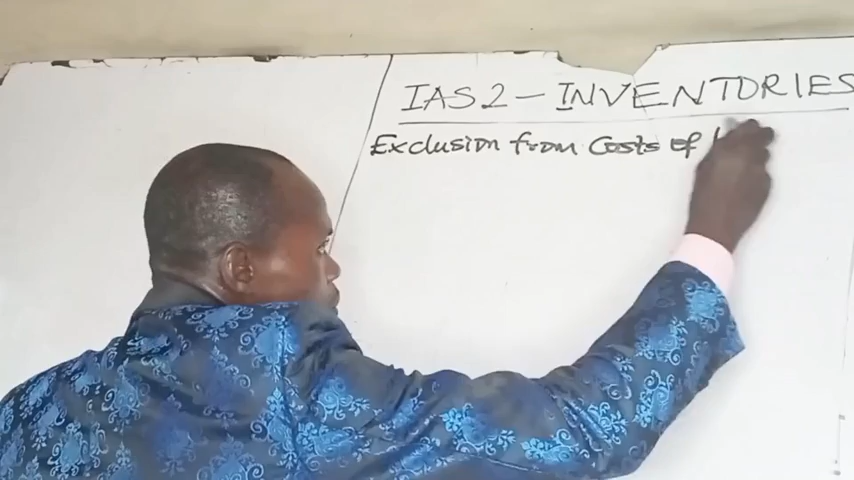 IAS 2 - INVENTORIES
Exclusion from Costs of